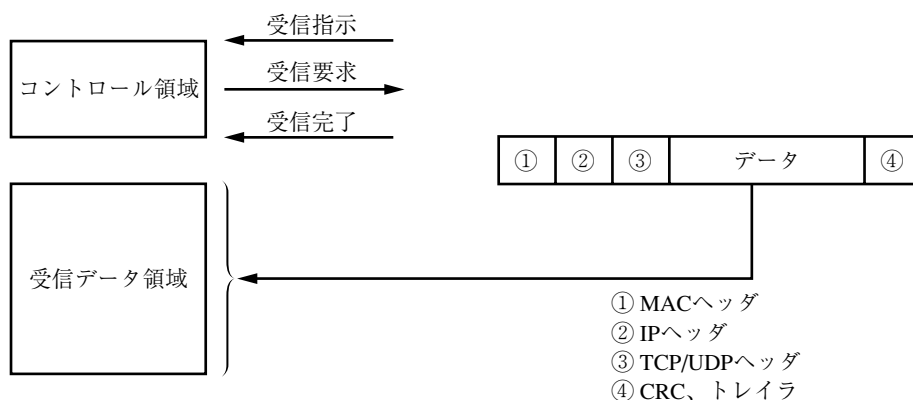 受信指示
コントロール領域
受信要求
受信完了
① ② ③ データ ④
受信データ領域
① MACヘッダ
② IPヘッダ
③ TCP/UDPヘッダ
④ CRC、トレイラ